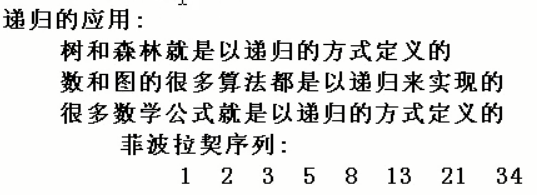 递归的应用:
树和森林就是以递归的方式定义的
数和图的很多算法都是以递归来实现的
很多数学公式就是以递归的方式定义的
菲波拉契序列:
1 2 3 5 8 13 21 34